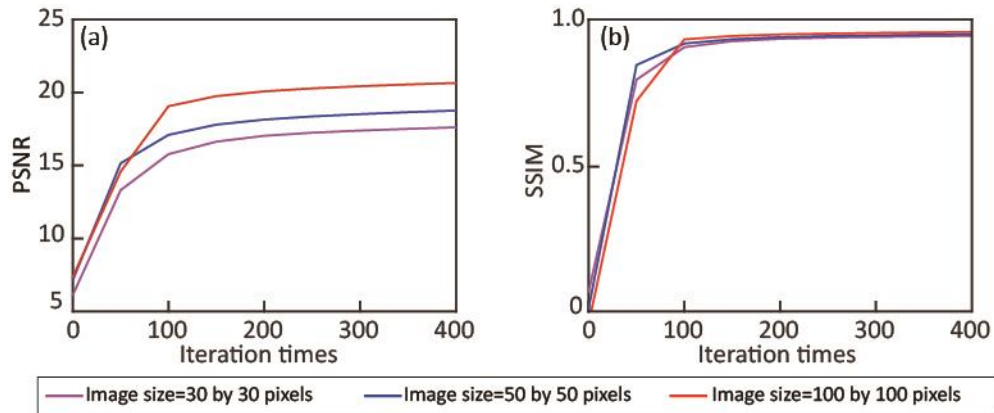 (a)
25
20
15
10
5
PSNR
0 100 200 300 400
Iteration times
(b)
1.0
0.5
0
SSIM
0 100 200 300 400
Iteration times
Image size=30 by 30 pixels Image size=50 by 50 pixels Image size=100 by 100 pixels